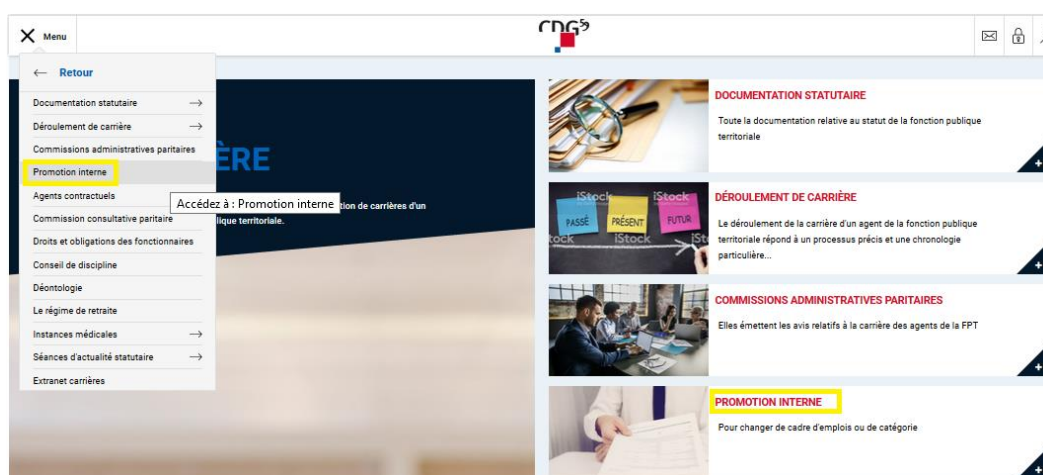 Menu
CDG59
Retour
Documentation statutaire
Déroulement de carrière
Commissions administratives paritaires
Promotion interne
Agents contractuels
Commission consultative paritaire
Droits et obligations des fonctionnaires
Conseil de discipline
Déontologie
Le régime de retraite
Instances médicales
Séances d'actualité statutaire
Extranet carrières
Accédez à : Promotion interne
ÈRE
tion de carrières d'un
lique territoriale.
DOCUMENTATION STATUTAIRE
Toute la documentation relative au statut de la fonction publique
territoriale
iStock iStock
PASSÉ PRÉSENT FUTUR
tock iStock iSt
DÉROULEMENT DE CARRIÈRE
Le déroulement de la carrière d'un agent de la fonction publique
territoriale répond à un processus précis et une chronologie
particulière...
COMMISSIONS ADMINISTRATIVES PARITAIRES
Elles émettent les avis relatifs à la carrière des agents de la FPT
PROMOTION INTERNE
Pour changer de cadre d'emplois ou de catégorie